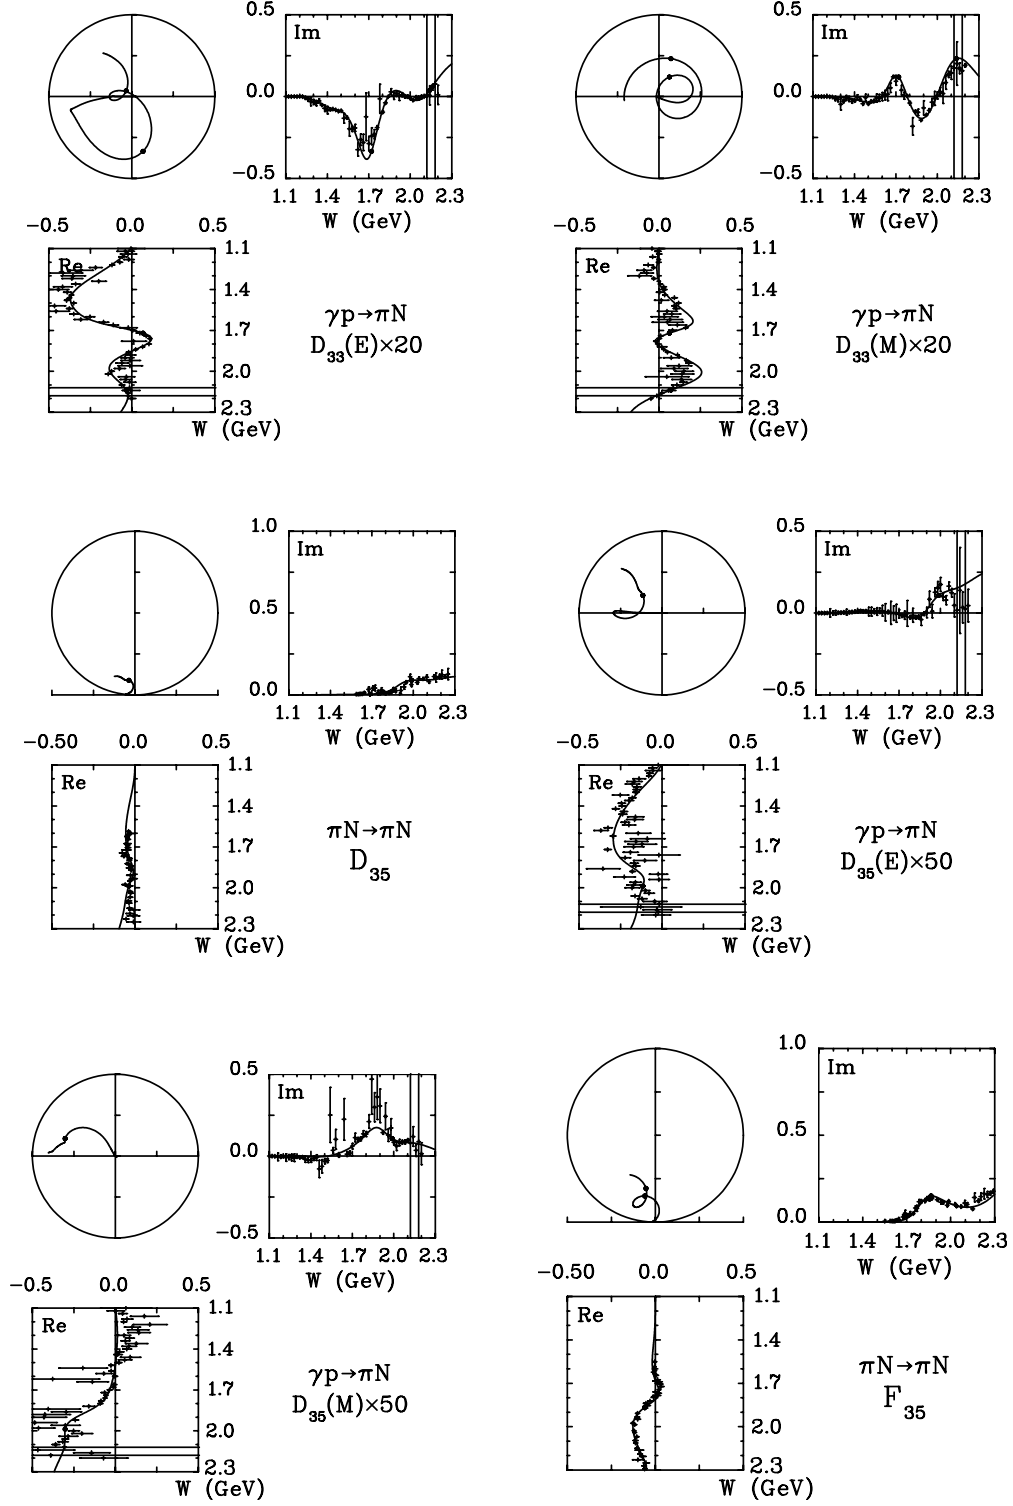 0.5
Im
0.0
−0.5
1.1 1.4 1.7 2.0 2.3
W (GeV)
−0.5 0.0 0.5
Re
1.1
1.4
1.7
2.0
2.3
W (GeV)
γp→πN
D33(E)×20
0.5
Im
0.0
−0.5
1.1 1.4 1.7 2.0 2.3
W (GeV)
−0.5 0.0 0.5
Re
1.1
1.4
1.7
2.0
2.3
W (GeV)
γp→πN
D33(M)×20
1.0
Im
0.5
0.0
1.1 1.4 1.7 2.0 2.3
W (GeV)
−0.50 0.0 0.5
Re
1.1
1.4
1.7
2.0
2.3
W (GeV)
πN→πN
D35
0.5
Im
0.0
−0.5
1.1 1.4 1.7 2.0 2.3
W (GeV)
−0.5 0.0 0.5
Re
1.1
1.4
1.7
2.0
2.3
W (GeV)
γp→πN
D35(E)×50
0.5
Im
0.0
−0.5
1.1 1.4 1.7 2.0 2.3
W (GeV)
−0.5 0.0 0.5
Re
1.1
1.4
1.7
2.0
2.3
W (GeV)
γp→πN
D35(M)×50
1.0
Im
0.5
0.0
1.1 1.4 1.7 2.0 2.3
W (GeV)
−0.50 0.0 0.5
Re
1.1
1.4
1.7
2.0
2.3
W (GeV)
πN→πN
F35